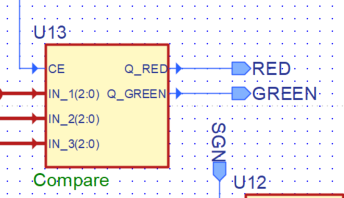 U13
CE Q_RED RED
IN_1(2:0) Q_GREEN GREEN
IN_2(2:0)
IN_3(2:0)
Compare
SGN
U12